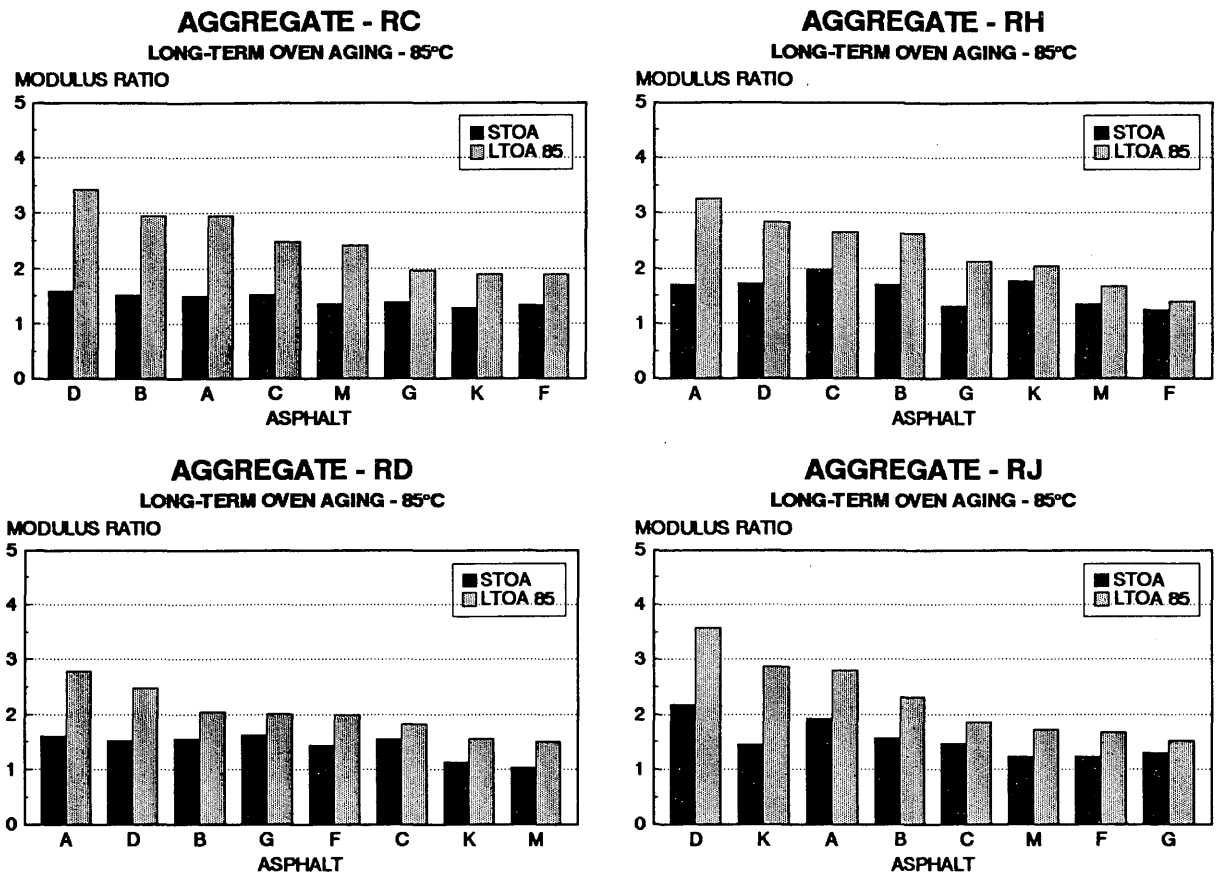 AGGREGATE - RC
LONG-TERM OVEN AGING - 85°C
MODULUS RATIO
5
4
3
2
1
0
STOA
LTOA 85
D B A C M G K F
ASPHALT
AGGREGATE - RH
LONG-TERM OVEN AGING - 85°C
MODULUS RATIO
5
4
3
2
1
0
STOA
LTOA 85
A D C B G K M F
ASPHALT
AGGREGATE - RD
LONG-TERM OVEN AGING - 85°C
MODULUS RATIO
5
4
3
2
1
0
STOA
LTOA 85
A D B G F C K M
ASPHALT
AGGREGATE - RJ
LONG-TERM OVEN AGING - 85°C
MODULUS RATIO
5
4
3
2
1
0
STOA
LTOA 85
D K A B C M F G
ASPHALT